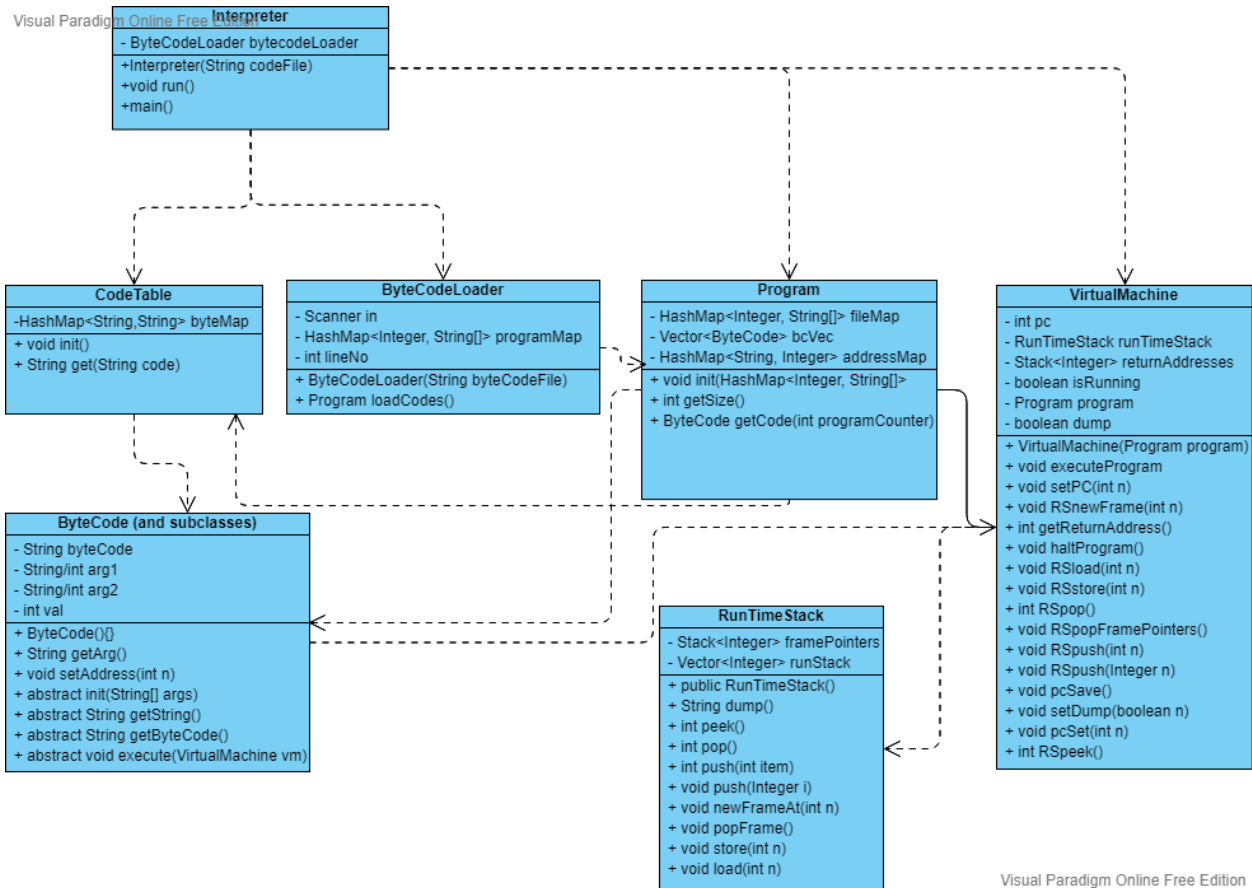 Visual Paradigm Online Free Edition
Interpreter
- ByteCodeLoader bytecodeLoader
+Interpreter(String codeFile)
+void run()
+main()
CodeTable
-HashMap<String,String> byteMap
+ void init()
+ String get(String code)
ByteCodeLoader
- Scanner in
- HashMap<Integer, String[]> programMap
- int lineNo
+ ByteCodeLoader(String byteCodeFile)
+ Program loadCodes()
Program
- HashMap<Integer, String[]> fileMap
- Vector<ByteCode> bcVec
- HashMap<String, Integer> addressMap
+ void init(HashMap<Integer, String[]>
+ int getSize()
+ ByteCode getCode(int programCounter)
VirtualMachine
- int pc
- RunTimeStack runTimeStack
- Stack<Integer> returnAddresses
- boolean isRunning
- Program program
- boolean dump
+ VirtualMachine(Program program)
+ void executeProgram
+ void setPC(int n)
+ void RSnewFrame(int n)
+ int getReturnAddress()
+ void haltProgram()
+ void RSload(int n)
+ void RSstore(int n)
+ int RSpop()
+ void RSpopFramePointers()
+ void RSpush(int n)
+ void RSpush(Integer n)
+ void pcSave()
+ void setDump(boolean n)
+ void pcSet(int n)
+ int RSpeek()
ByteCode (and subclasses)
- String byteCode
- String/int arg1
- String/int arg2
- int val
+ ByteCode(){}
+ String getArg()
+ void setAddress(int n)
+ abstract init(String[] args)
+ abstract String getString()
+ abstract String getByteCode()
+ abstract void execute(VirtualMachine vm)
RunTimeStack
- Stack<Integer> framePointers
- Vector<Integer> runStack
+ public RunTimeStack()
+ String dump()
+ int peek()
+ int pop()
+ int push(int item)
+ void push(Integer i)
+ void newFrameAt(int n)
+ void popFrame()
+ void store(int n)
+ void load(int n)
Visual Paradigm Online Free Edition